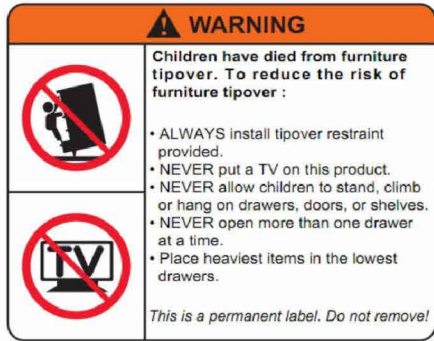 WARNING
Children have died from furniture
tipover. To reduce the risk of
furniture tipover :
• ALWAYS install tipover restraint
provided.
• NEVER put a TV on this product.
• NEVER allow children to stand, climb
or hang on drawers, doors, or shelves.
• NEVER open more than one drawer
at a time.
• Place heaviest items in the lowest
drawers.
TV
This is a permanent label. Do not remove!